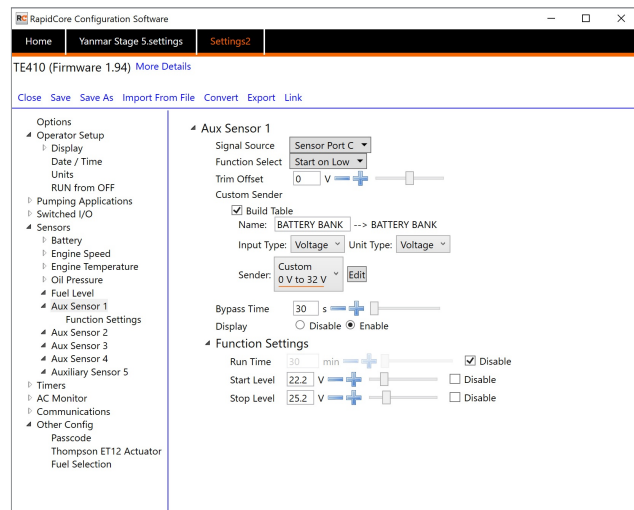 RC RapidCore Configuration Software
Home Yanmar Stage 5.settings Settings2
TE410 (Firmware 1.94) More Details
Close Save Save As Import From File Convert Export Link
Options
Operator Setup
Display
Date / Time
Units
RUN from OFF
Pumping Applications
Switched I/O
Sensors
Battery
Engine Speed
Engine Temperature
Oil Pressure
Fuel Level
Aux Sensor 1
Function Settings
Aux Sensor 2
Aux Sensor 3
Aux Sensor 4
Auxiliary Sensor 5
Timers
AC Monitor
Communications
Other Config
Passcode
Thompson ET12 Actuator
Fuel Selection
Aux Sensor 1
Signal Source Sensor Port C
Function Select Start on Low
Trim Offset 0 V
Custom Sender
Build Table
Name: BATTERY BANK --> BATTERY BANK
Input Type: Voltage Unit Type: Voltage
Sender: Custom
0 V to 32 V Edit
Bypass Time 30 s
Display Disable Enable
Function Settings
Run Time 30 min Disable
Start Level 22.2 V Disable
Stop Level 25.2 V Disable